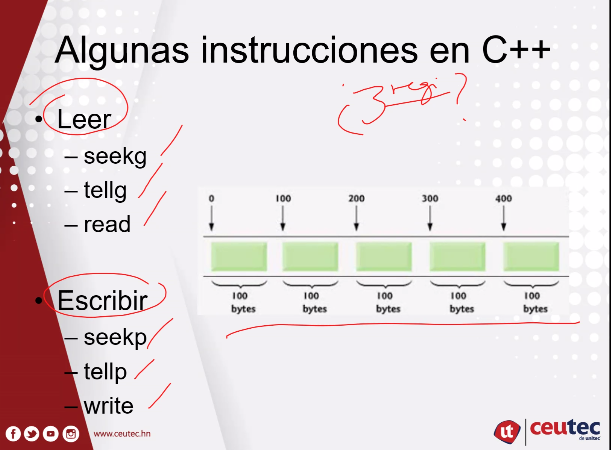 Algunas instrucciones en C++
¿3 regi?
• Leer
– seekg
– tellg
– read
0 100 200 300 400
100 bytes 100 bytes 100 bytes 100 bytes 100 bytes
• Escribir
– seekp
– tellp
– write
www.ceutec.hn
ut ceutec
de unitec